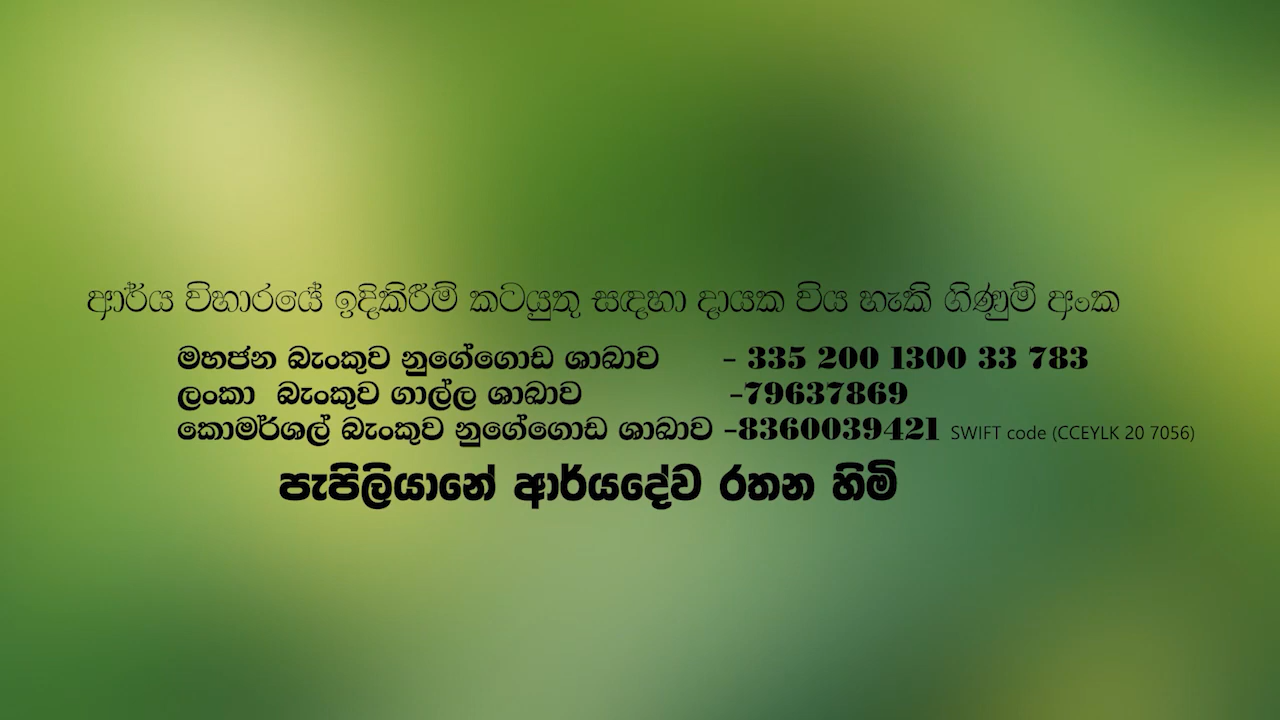 ආර්ය විහාරයේ ඉදිකිරීම් කටයුතු සඳහා දායක විය හැකි ගිණුම් අංක
මහජන බැංකුව නුගේගොඩ ශාඛාව - 335 200 1300 33 783
ලංකා බැංකුව ගාල්ල ශාඛාව -79637869
කොමර්ශල් බැංකුව නුගේගොඩ ශාඛාව -8360039421 SWIFT code (CCEYLK 20 7056)
පැපිලියානේ ආර්යදේව රතන හිමි